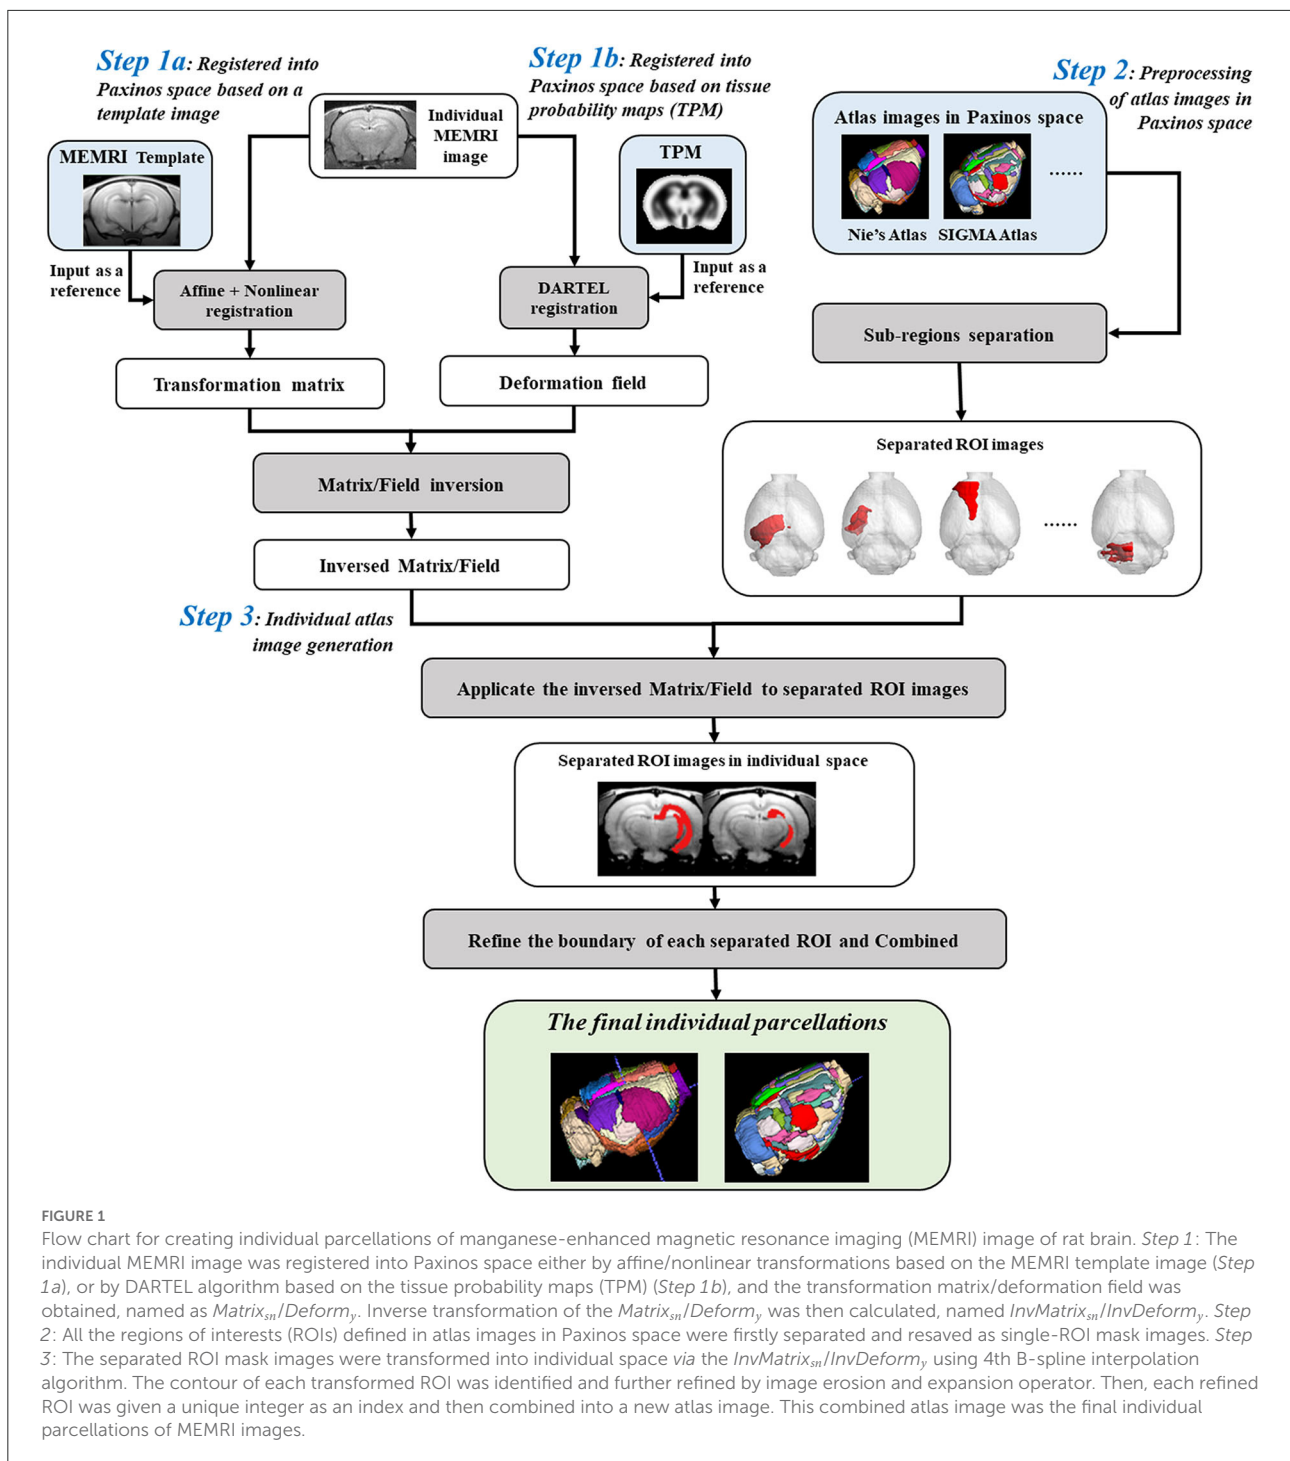 Step 1a: Registered into
Paxinos space based on a
template image
Step 1b: Registered into
Paxinos space based on tissue
probability maps (TPM)
Step 2: Preprocessing
of atlas images in
Paxinos space
Individual
MEMRI
image
MEMRI Template
TPM
Atlas images in Paxinos space
......
Nie's Atlas
SIGMA Atlas
Input as a
reference
Affine + Nonlinear
registration
DARTEL
registration
Input as a
reference
Sub-regions separation
Transformation matrix
Deformation field
Separated ROI images
......
Matrix/Field inversion
Inversed Matrix/Field
Step 3: Individual atlas
image generation
Applicate the inversed Matrix/Field to separated ROI images
Separated ROI images in individual space
Refine the boundary of each separated ROI and Combined
The final individual parcellations
FIGURE 1
Flow chart for creating individual parcellations of manganese-enhanced magnetic resonance imaging (MEMRI) image of rat brain. Step 1: The
individual MEMRI image was registered into Paxinos space either by affine/nonlinear transformations based on the MEMRI template image (Step
1a), or by DARTEL algorithm based on the tissue probability maps (TPM) (Step 1b), and the transformation matrix/deformation field was
obtained, named as Matrixsn/Deformy. Inverse transformation of the Matrixsn/Deformy was then calculated, named InvMatrixsn/InvDeformy. Step
2: All the regions of interests (ROIs) defined in atlas images in Paxinos space were firstly separated and resaved as single-ROI mask images. Step
3: The separated ROI mask images were transformed into individual space via the InvMatrixsn/InvDeformy using 4th B-spline interpolation
algorithm. The contour of each transformed ROI was identified and further refined by image erosion and expansion operator. Then, each refined
ROI was given a unique integer as an index and then combined into a new atlas image. This combined atlas image was the final individual
parcellations of MEMRI images.